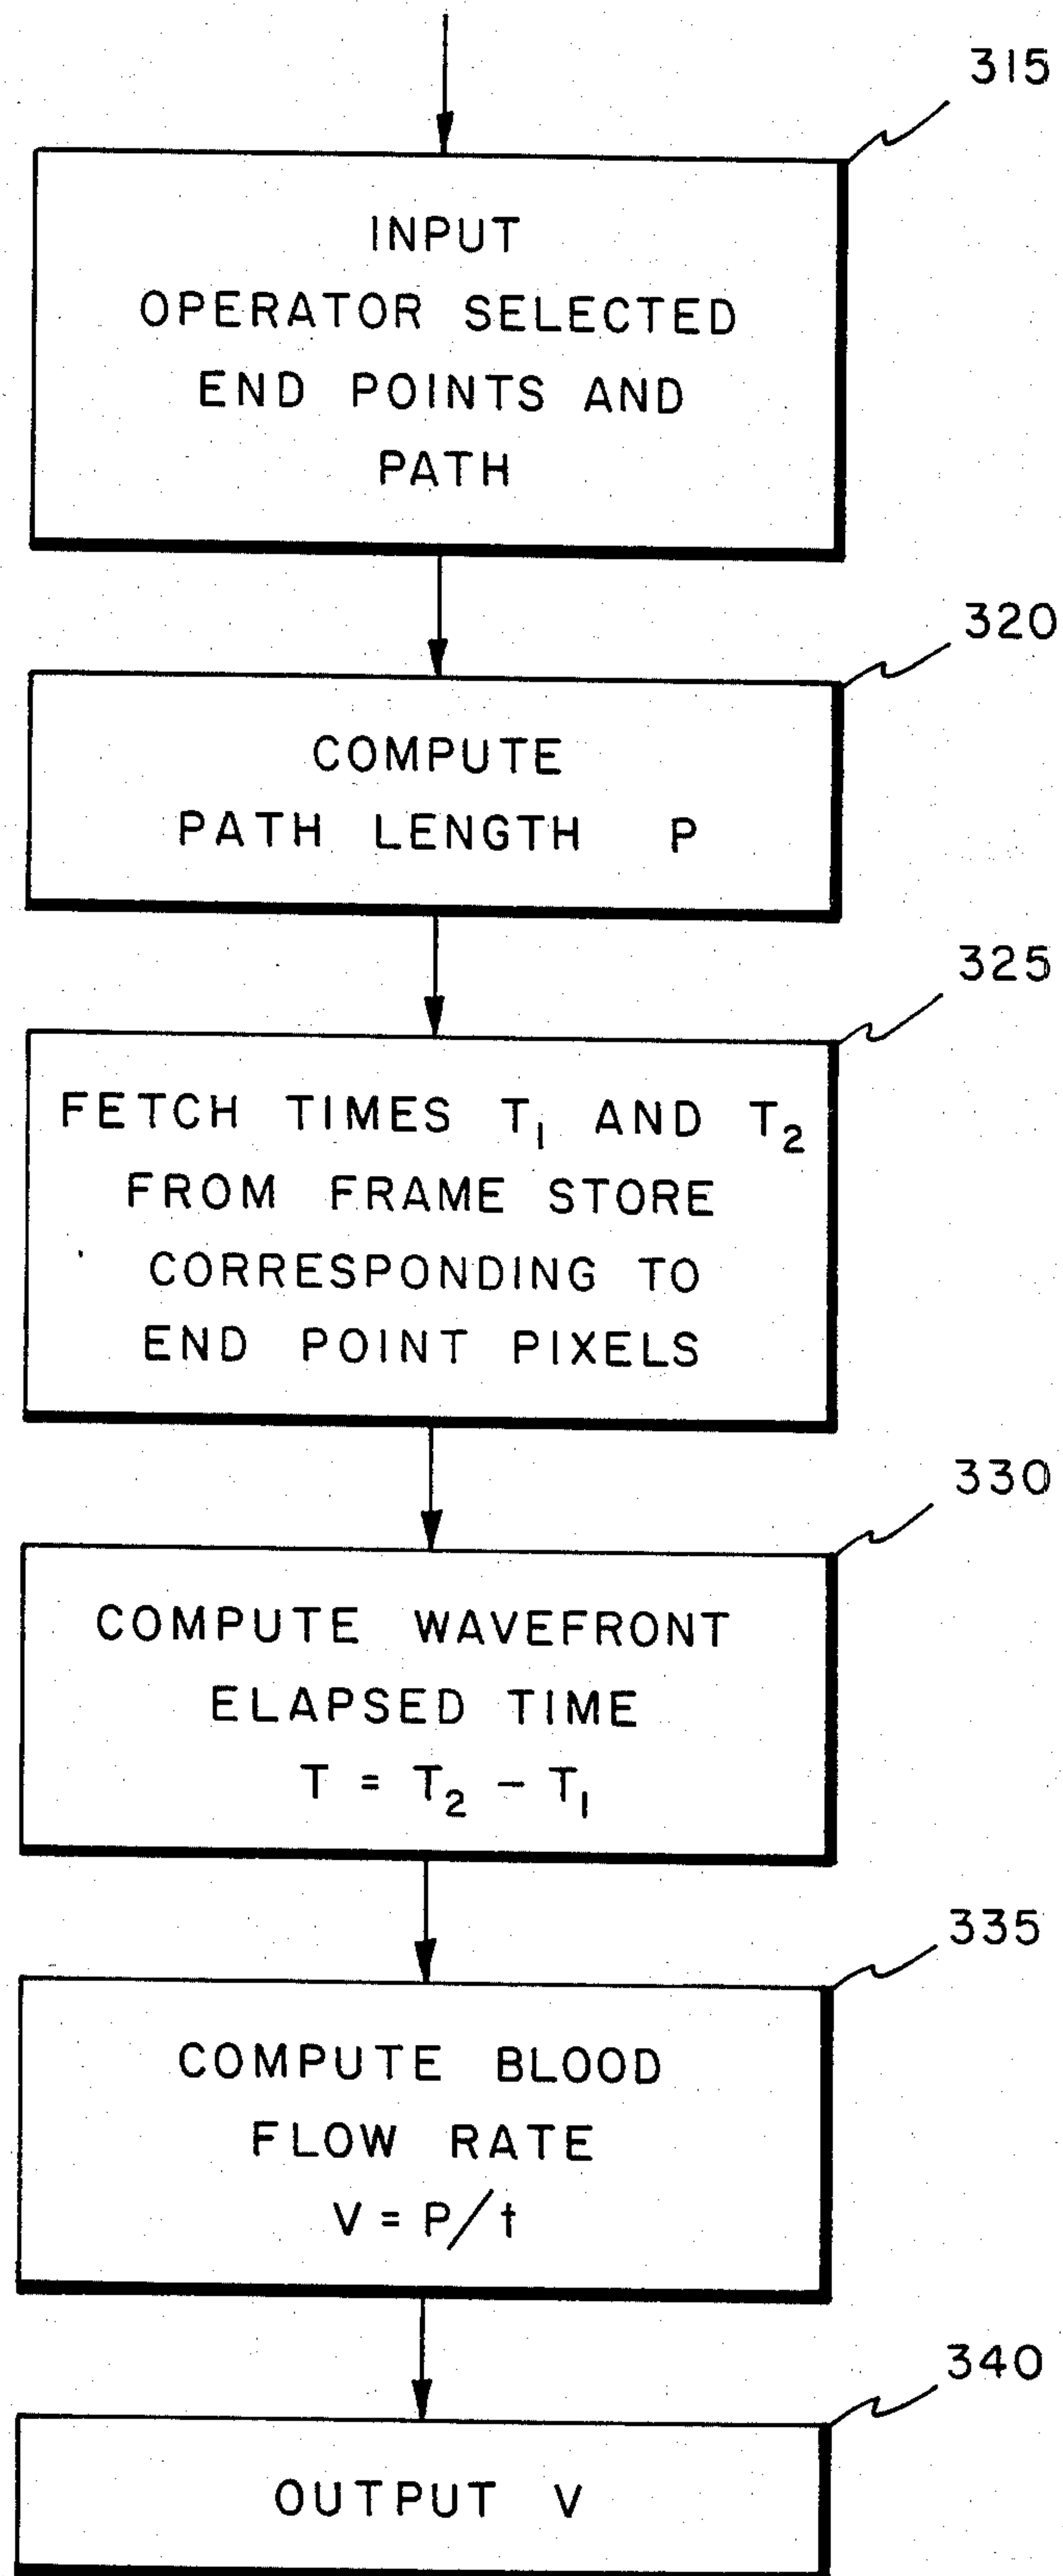 315
INPUT
OPERATOR SELECTED
END POINTS AND
PATH
320
COMPUTE
PATH LENGTH P
325
FETCH TIMES T₁ AND T₂
FROM FRAME STORE
CORRESPONDING TO
END POINT PIXELS
330
COMPUTE WAVEFRONT
ELAPSED TIME
T = T₂ - T₁
335
COMPUTE BLOOD
FLOW RATE
V = P/t
340
OUTPUT V